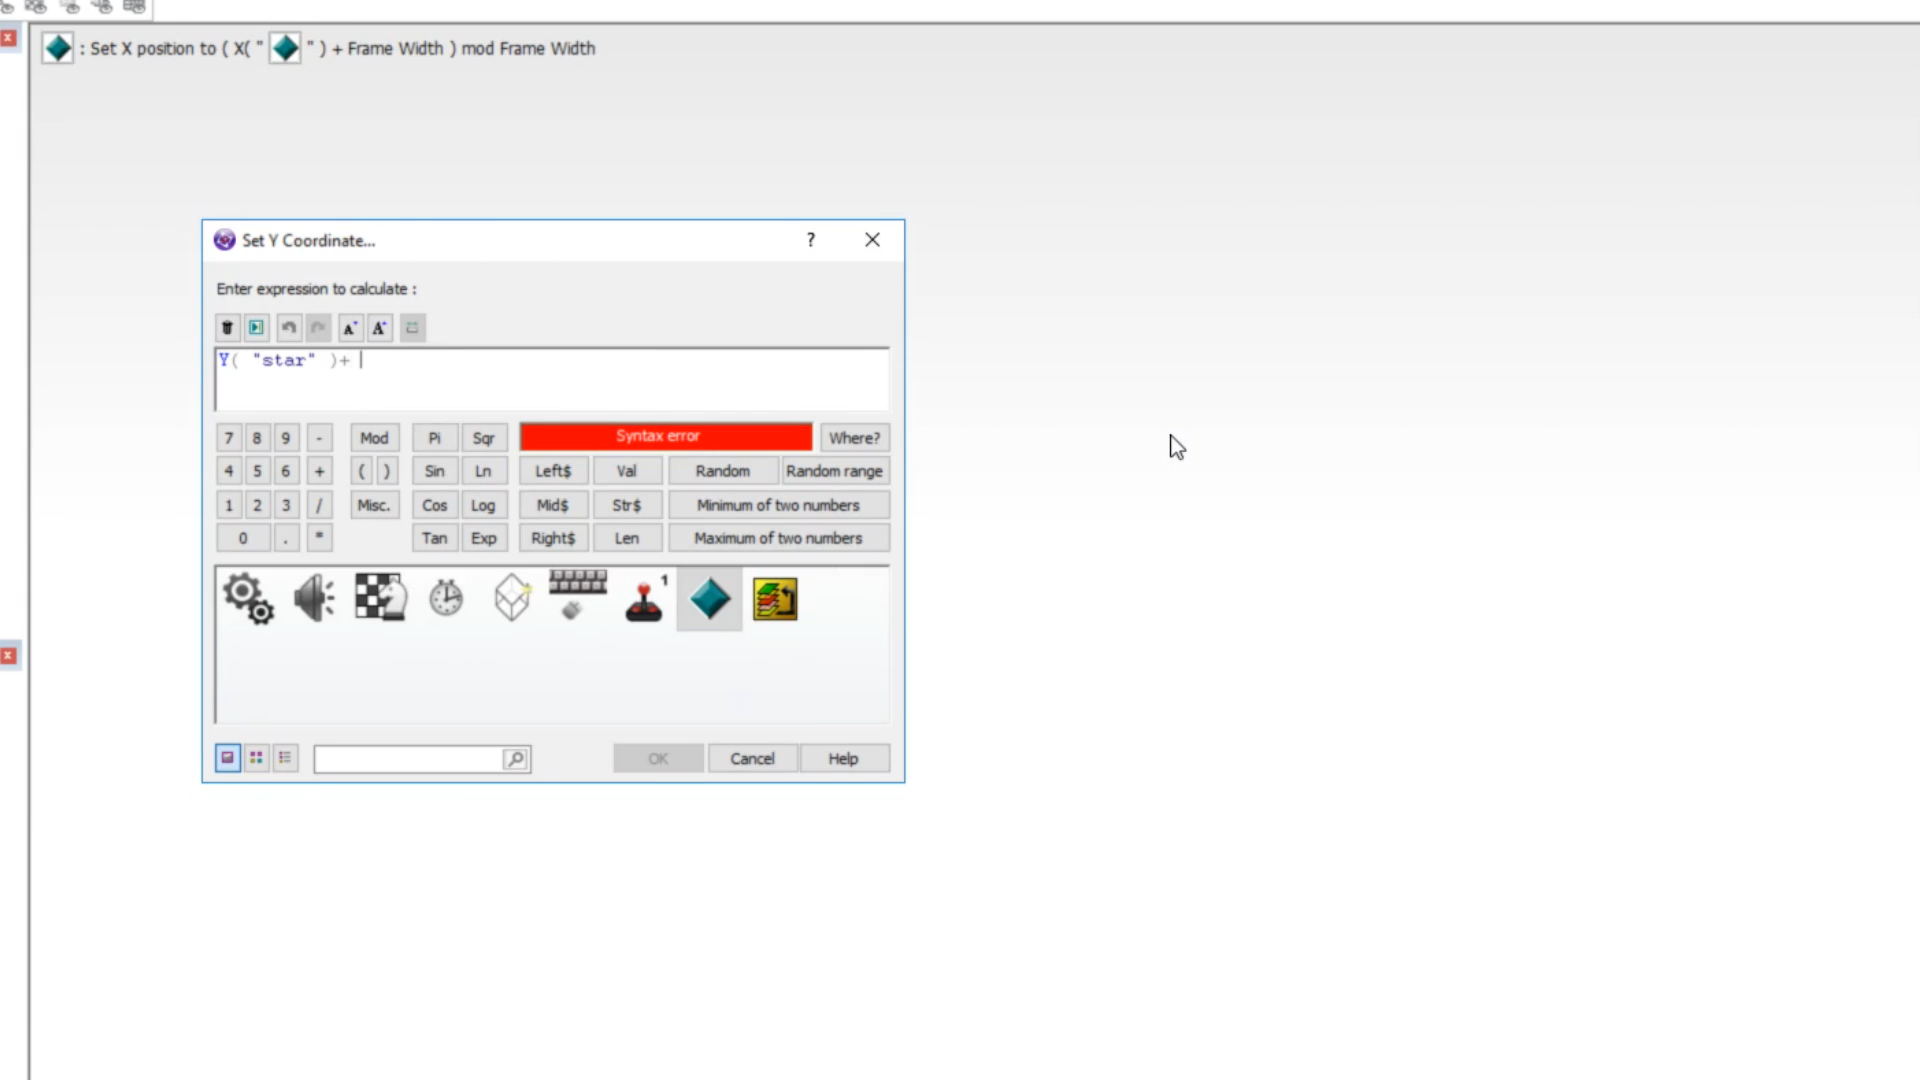 : Set X position to ( X( " " ) + Frame Width ) mod Frame Width
Set Y Coordinate...
?
Enter expression to calculate :
A A
Y( "star" )+
7 8 9 - Mod Pi Sqr Syntax error Where?
4 5 6 + ( ) Sin Ln Left$ Val Random Random range
1 2 3 / Misc. Cos Log Mid$ Str$ Minimum of two numbers
0 . * Tan Exp Right$ Len Maximum of two numbers
1
OK Cancel Help